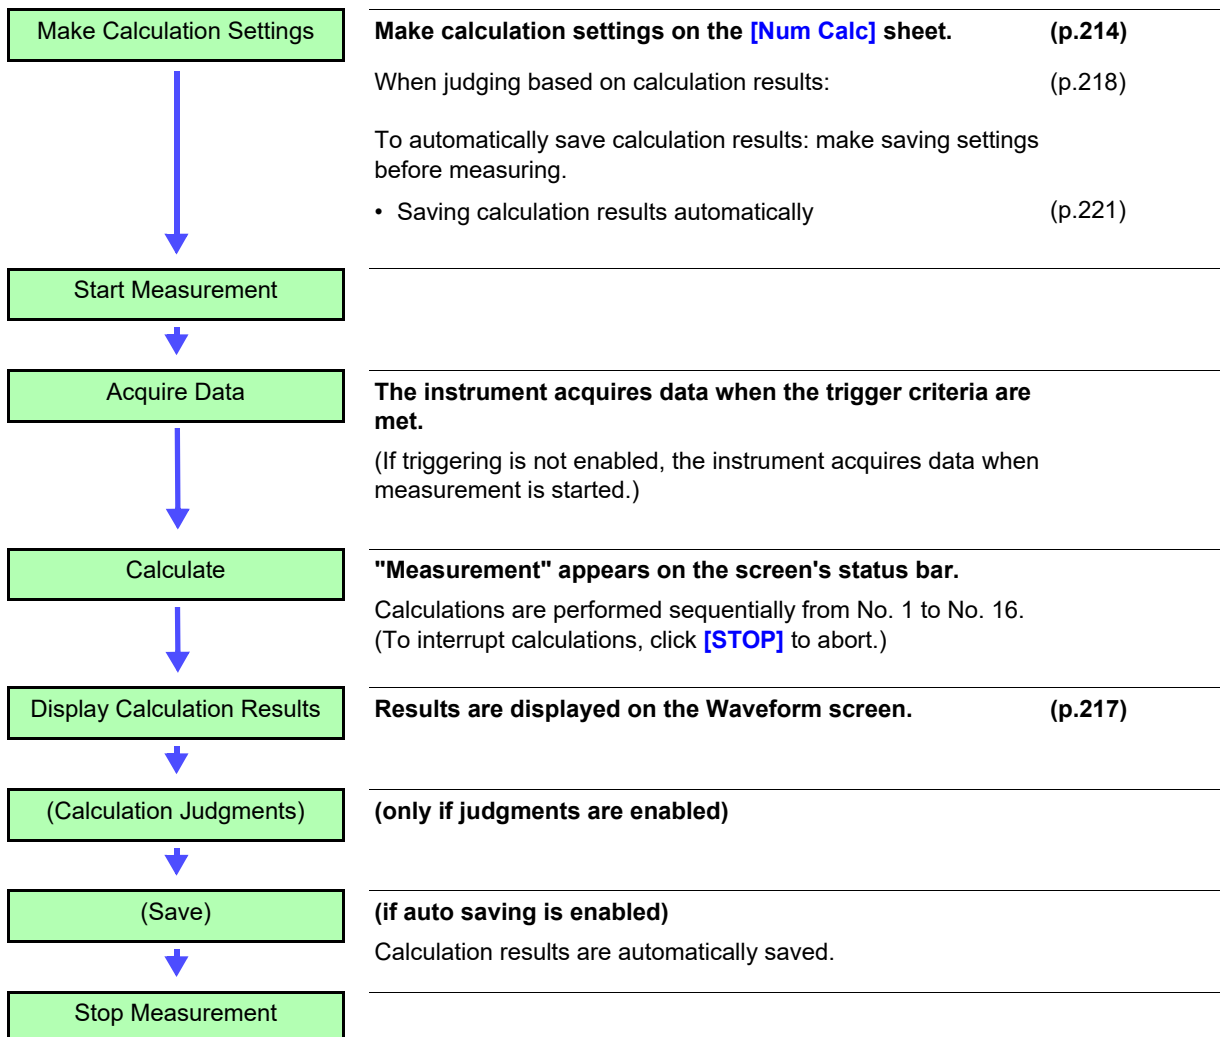 Make Calculation Settings
Make calculation settings on the [Num Calc] sheet. (p.214)
When judging based on calculation results: (p.218)
To automatically save calculation results: make saving settings
before measuring.
• Saving calculation results automatically (p.221)
Start Measurement
Acquire Data
The instrument acquires data when the trigger criteria are
met.
(If triggering is not enabled, the instrument acquires data when
measurement is started.)
Calculate
"Measurement" appears on the screen's status bar.
Calculations are performed sequentially from No. 1 to No. 16.
(To interrupt calculations, click [STOP] to abort.)
Display Calculation Results
Results are displayed on the Waveform screen. (p.217)
(Calculation Judgments)
(only if judgments are enabled)
(Save)
(if auto saving is enabled)
Calculation results are automatically saved.
Stop Measurement